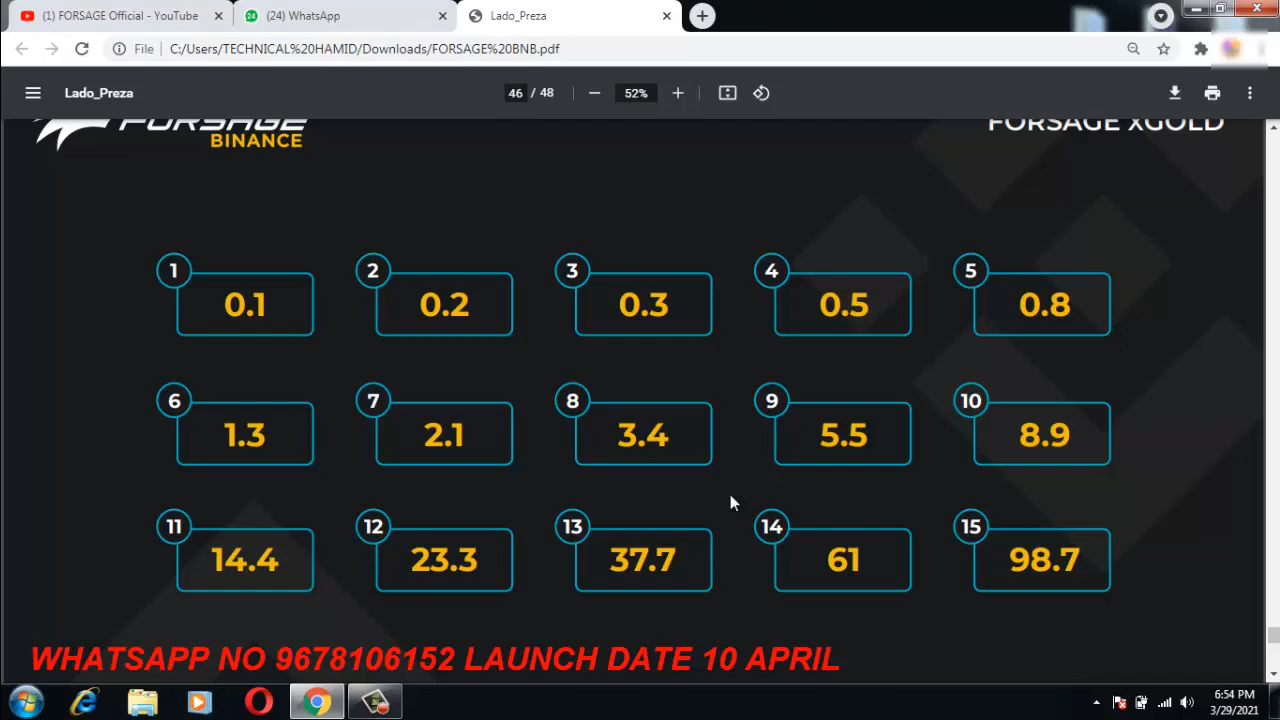 (1) FORSAGE Official - YouTube
(24) WhatsApp
Lado_Preza
File C:/Users/TECHNICAL%20HAMID/Downloads/FORSAGE%20BNB.pdf
Lado_Preza
46 / 48
52%
FORSAGE
BINANCE
FORSAGE XGOLD
1 2 3 4 5
0.1 0.2 0.3 0.5 0.8
6 7 8 9 10
1.3 2.1 3.4 5.5 8.9
11 12 13 14 15
14.4 23.3 37.7 61 98.7
WHATSAPP NO 9678106152 LAUNCH DATE 10 APRIL
6:54 PM
3/29/2021